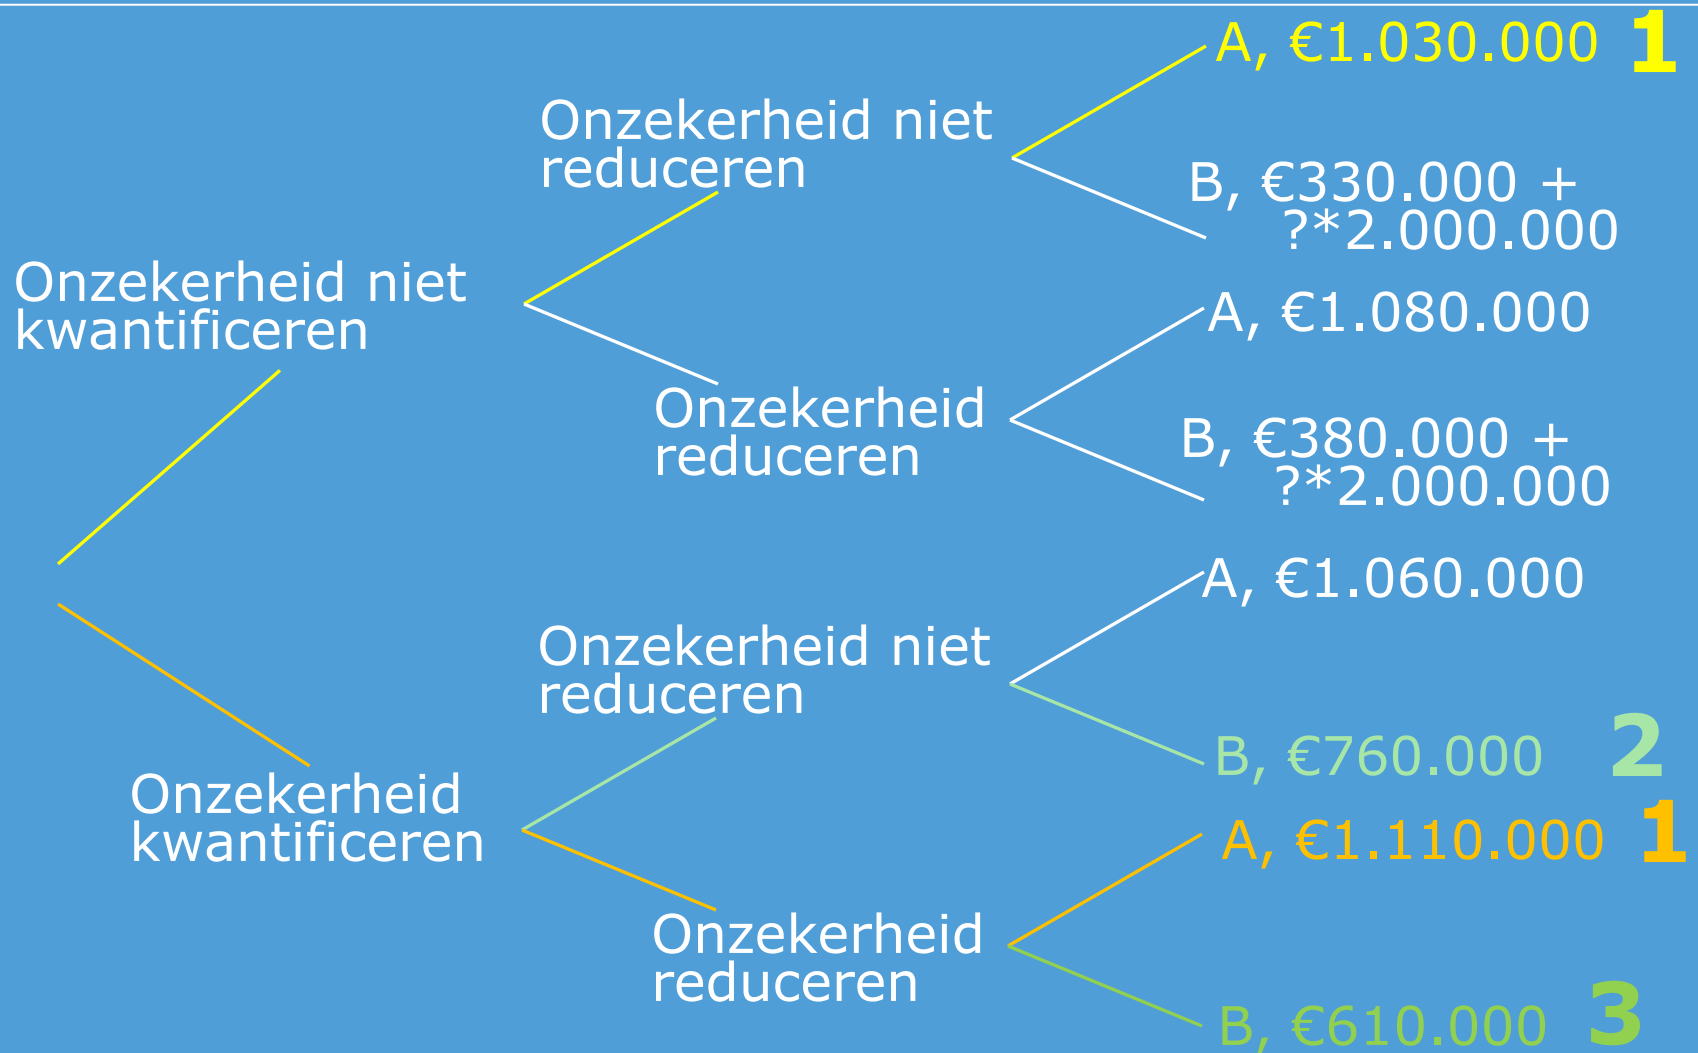 A, €1.030.000 1
Onzekerheid niet
reduceren
B, €330.000 +
?*2.000.000
Onzekerheid niet
kwantificeren
A, €1.080.000
Onzekerheid
reduceren
B, €380.000 +
?*2.000.000
A, €1.060.000
Onzekerheid niet
reduceren
B, €760.000 2
Onzekerheid
kwantificeren
A, €1.110.000 1
Onzekerheid
reduceren
B, €610.000 3